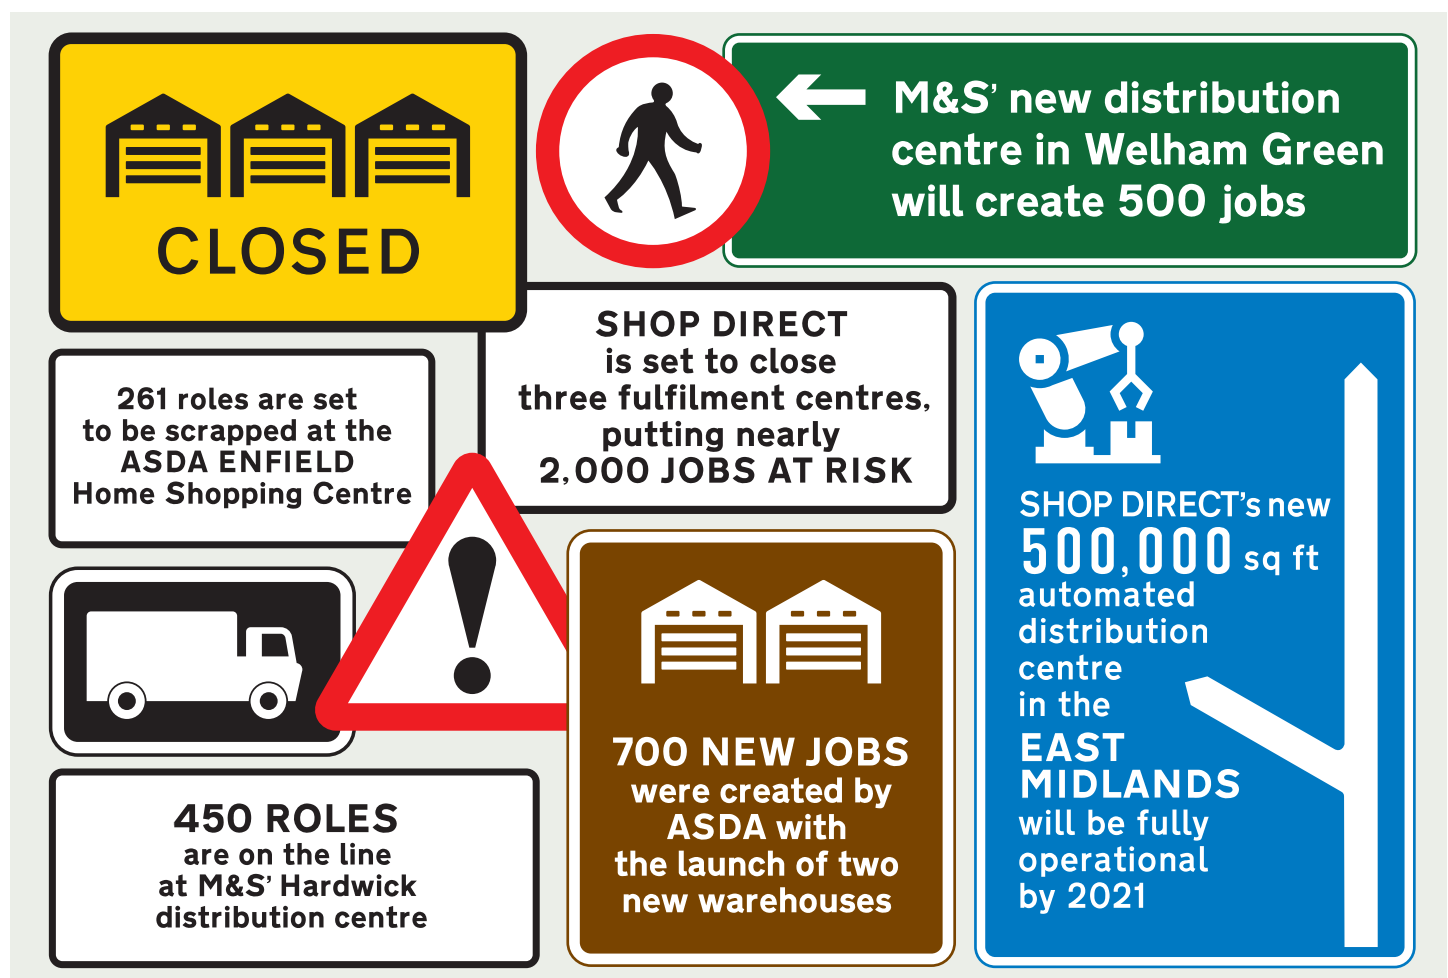 CLOSED
M&S’ new distribution
centre in Welham Green
will create 500 jobs
261 roles are set
to be scrapped at the
ASDA ENFIELD
Home Shopping Centre
SHOP DIRECT
is set to close
three fulfilment centres,
putting nearly
2,000 JOBS AT RISK
SHOP DIRECT’s new
500,000 sq ft
automated
distribution
centre
in the
EAST
MIDLANDS
will be fully
operational
by 2021
700 NEW JOBS
were created by
ASDA with
the launch of two
new warehouses
450 ROLES
are on the line
at M&S’ Hardwick
distribution centre